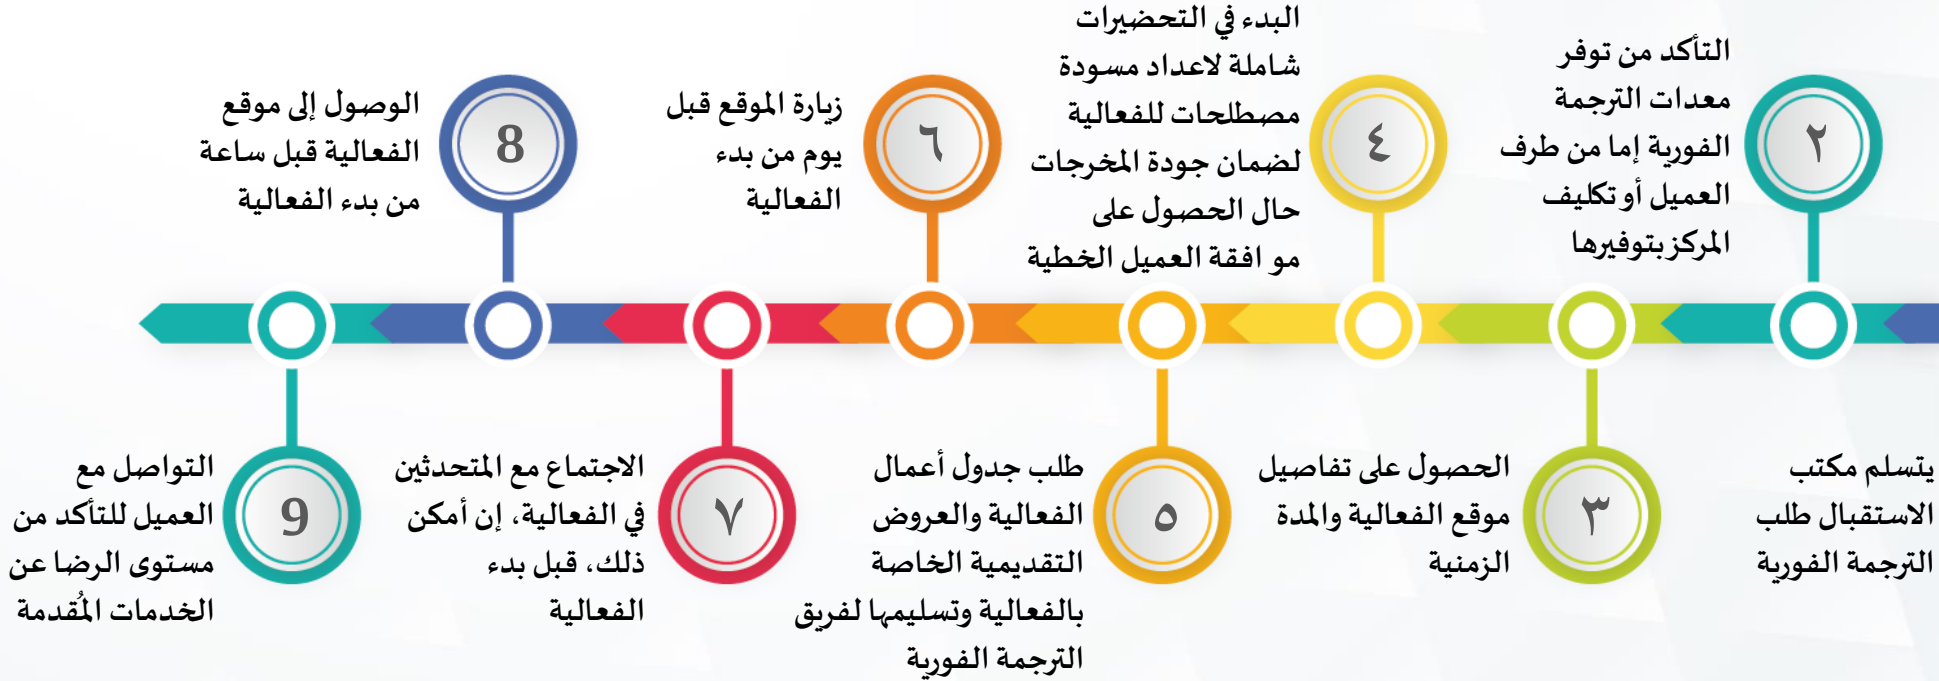 يتسلم مكتب
الاستقبال طلب
الترجمة الفورية
٢
التأكد من توفر
معدات الترجمة
الفورية إما من طرف
العميل أو تكليف
المركز بتوفيرها
٣
الحصول على تفاصيل
موقع الفعالية والمدة
الزمنية
٤
البدء في التحضيرات
شاملة لاعداد مسودة
مصطلحات للفعالية
لضمان جودة المخرجات
حال الحصول على
مو افقة العميل الخطية
٥
طلب جدول أعمال
الفعالية والعروض
التقديمية الخاصة
بالفعالية وتسليمها لفريق
الترجمة الفورية
٦
زيارة الموقع قبل
يوم من بدء
الفعالية
٧
الاجتماع مع المتحدثين
في الفعالية، إن أمكن
ذلك، قبل بدء
الفعالية
8
الوصول إلى موقع
الفعالية قبل ساعة
من بدء الفعالية
9
التواصل مع
العميل للتأكد من
مستوى الرضا عن
الخدمات المُقدمة